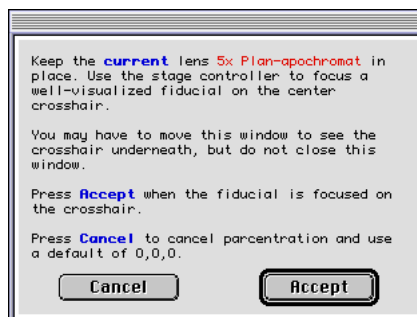 Keep the current lens 5x Plan-apochromat in
place. Use the stage controller to focus a
well-visualized fiducial on the center
crosshair.
You may have to move this window to see the
crosshair underneath, but do not close this
window.
Press Accept when the fiducial is focused on
the crosshair.
Press Cancel to cancel parcentration and use
a default of 0,0,0.
Cancel Accept